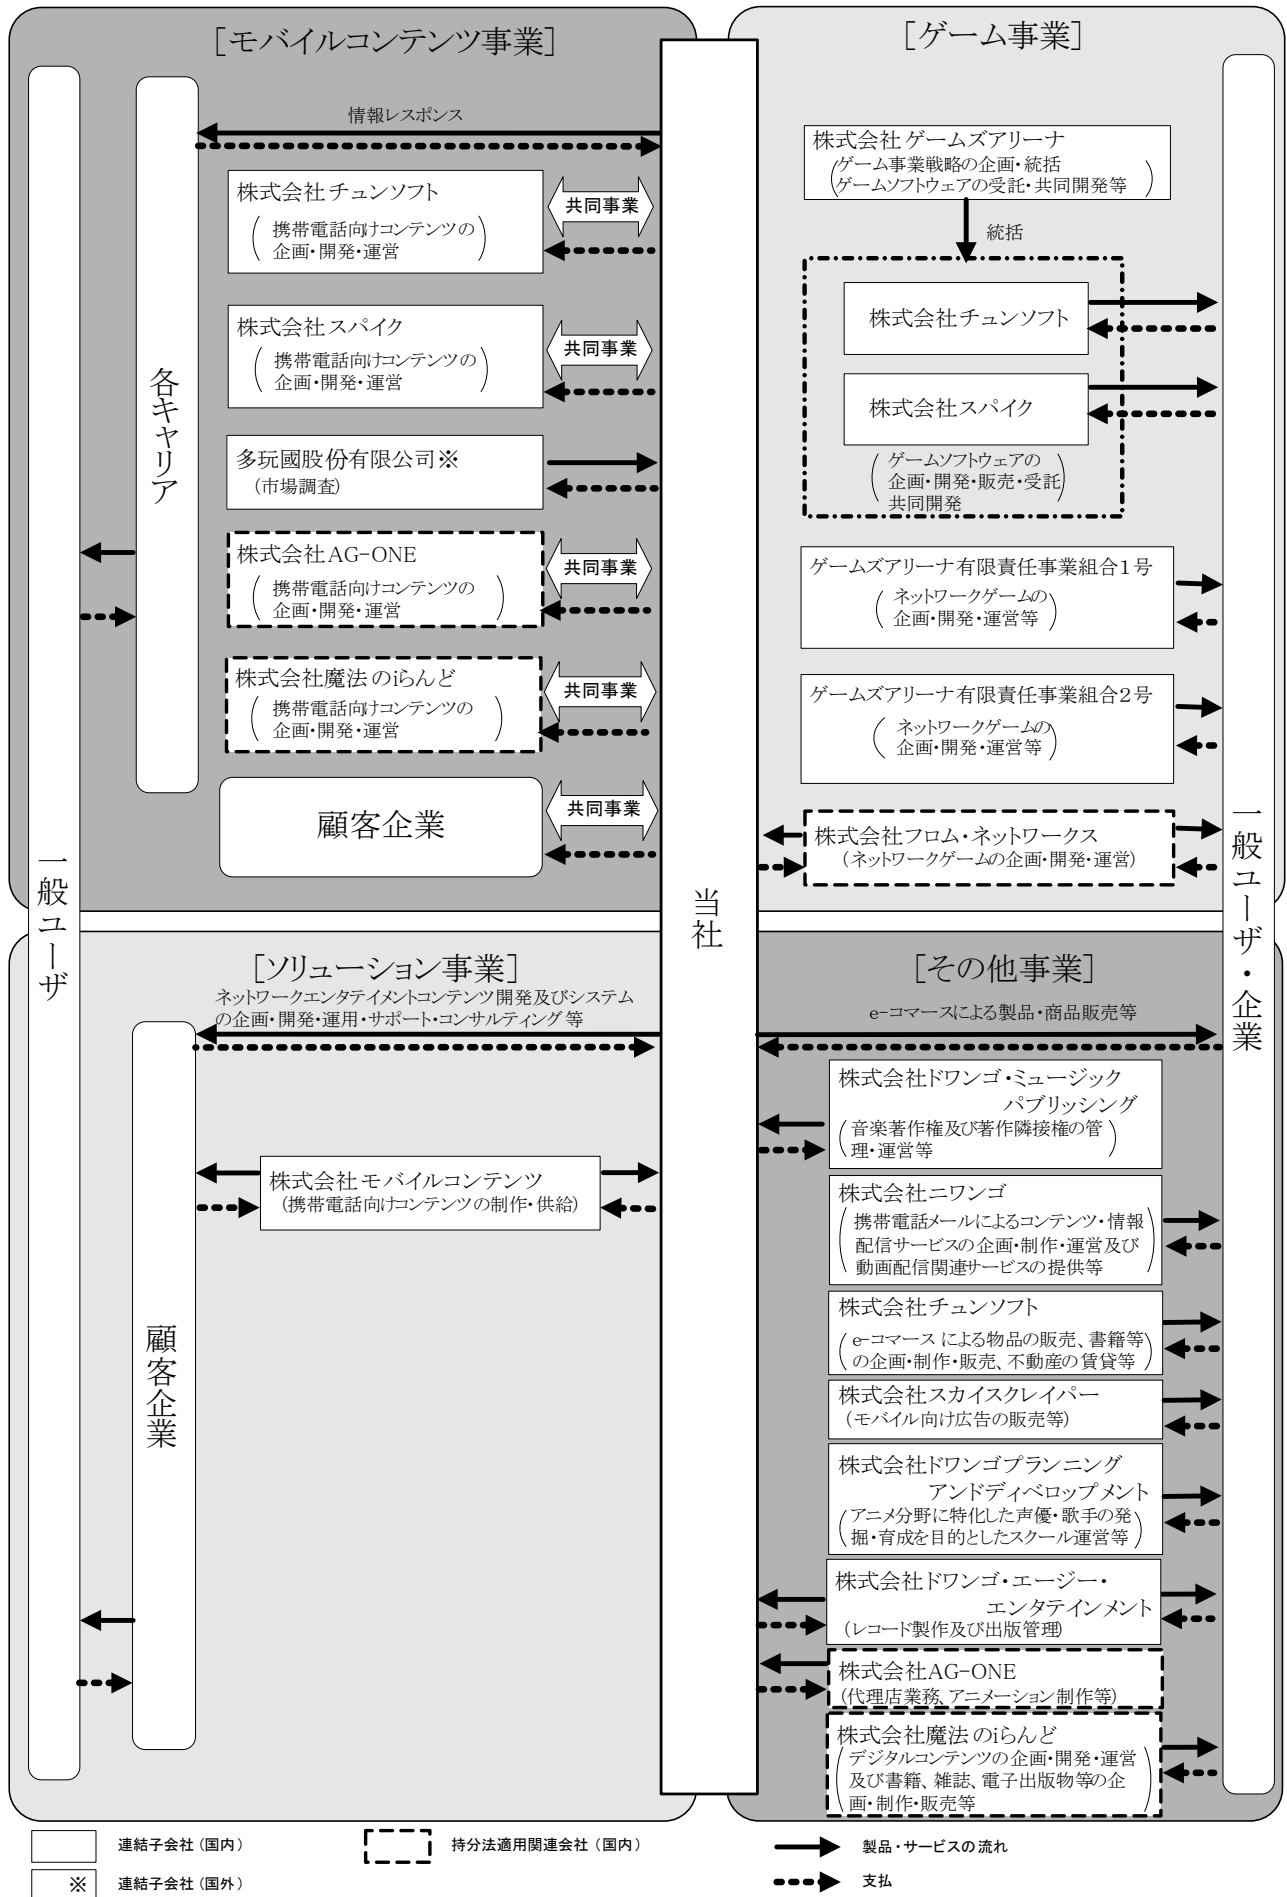 [モバイルコンテンツ事業]
一般ユーザ
各キャリア
情報レスポンス
株式会社チュンソフト
携帯電話向けコンテンツの
企画・開発・運営
共同事業
株式会社スパイク
携帯電話向けコンテンツの
企画・開発・運営
共同事業
多玩國股份有限公司※
(市場調査)
株式会社AG-ONE
携帯電話向けコンテンツの
企画・開発・運営
共同事業
株式会社魔法のiらんど
携帯電話向けコンテンツの
企画・開発・運営
共同事業
顧客企業
共同事業
当社
[ゲーム事業]
株式会社ゲームズアリーナ
(ゲーム事業戦略の企画・統括
ゲームソフトウェアの受託・共同開発等)
統括
株式会社チュンソフト
株式会社スパイク
(ゲームソフトウェアの
企画・開発・販売・受託
共同開発)
ゲームズアリーナ有限責任事業組合1号
(ネットワークゲームの
企画・開発・運営等)
ゲームズアリーナ有限責任事業組合2号
(ネットワークゲームの
企画・開発・運営等)
株式会社フロム・ネットワークス
(ネットワークゲームの企画・開発・運営)
一般ユーザ・企業
[ソリューション事業]
ネットワークエンタテイメントコンテンツ開発及びシステム
の企画・開発・運用・サポート・コンサルティング等
顧客企業
株式会社モバイルコンテンツ
(携帯電話向けコンテンツの制作・供給)
[その他事業]
e-コマースによる製品・商品販売等
株式会社ドワンゴ・ミュージック
パブリッシング
(音楽著作権及び著作隣接権の管
理・運営等)
株式会社ニワンゴ
(携帯電話メールによるコンテンツ・情報
配信サービスの企画・制作・運営及び
動画配信関連サービスの提供等)
株式会社チュンソフト
(e-コマースによる物品の販売、書籍等
の企画・制作・販売、不動産の賃貸等)
株式会社スカイスクレイパー
(モバイル向け広告の販売等)
株式会社ドワンゴプランニング
アンドディベロップメント
(アニメ分野に特化した声優・歌手の発
掘・育成を目的としたスクール運営等)
株式会社ドワンゴ・エージー・
エンタテインメント
(レコード製作及び出版管理)
株式会社AG-ONE
(代理店業務、アニメーション制作等)
株式会社魔法のiらんど
(デジタルコンテンツの企画・開発・運営
及び書籍、雑誌、電子出版物等の企
画・制作・販売等)
連結子会社(国内)
持分法適用関連会社(国内)
製品・サービスの流れ
※
連結子会社(国外)
支払